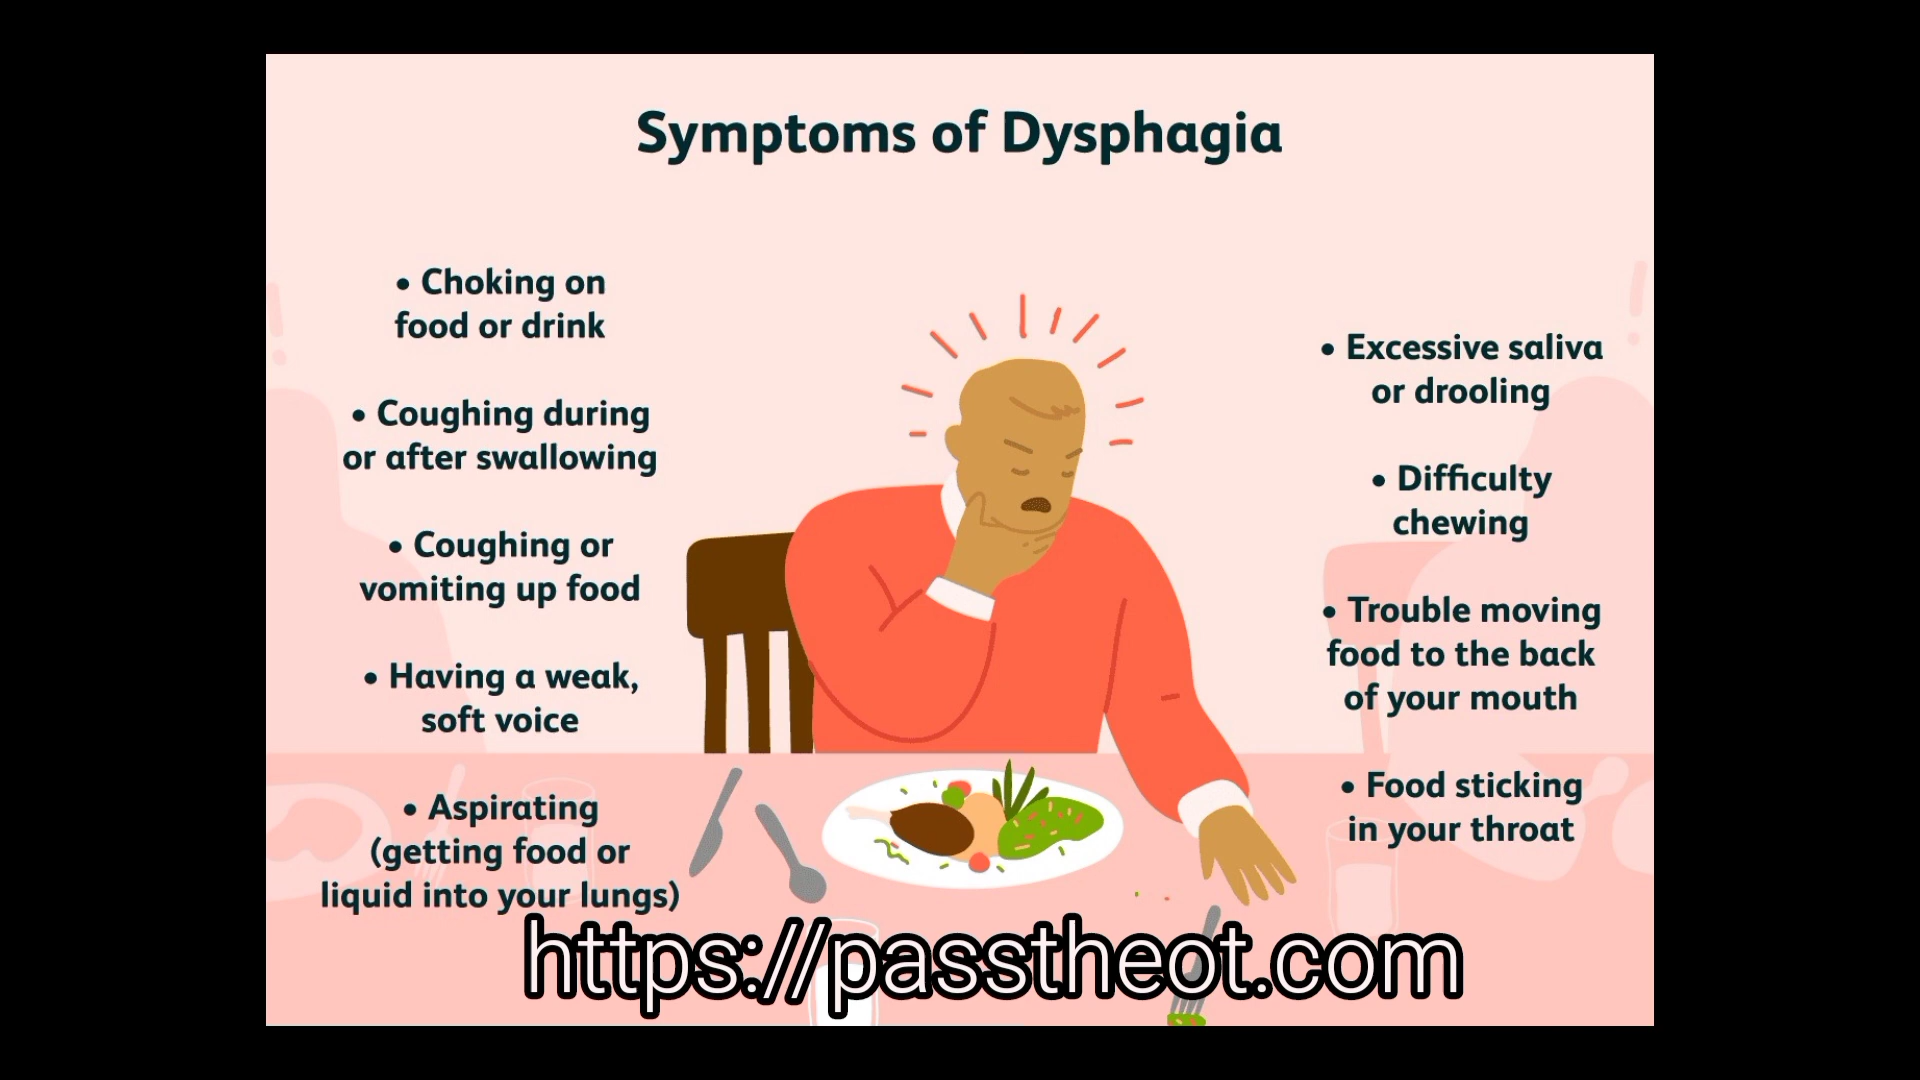 Symptoms of Dysphagia
• Choking on
food or drink
• Coughing during
or after swallowing
• Coughing or
vomiting up food
• Having a weak,
soft voice
• Aspirating
(getting food or
liquid into your lungs)
• Excessive saliva
or drooling
• Difficulty
chewing
• Trouble moving
food to the back
of your mouth
• Food sticking
in your throat
https://passtheot.com